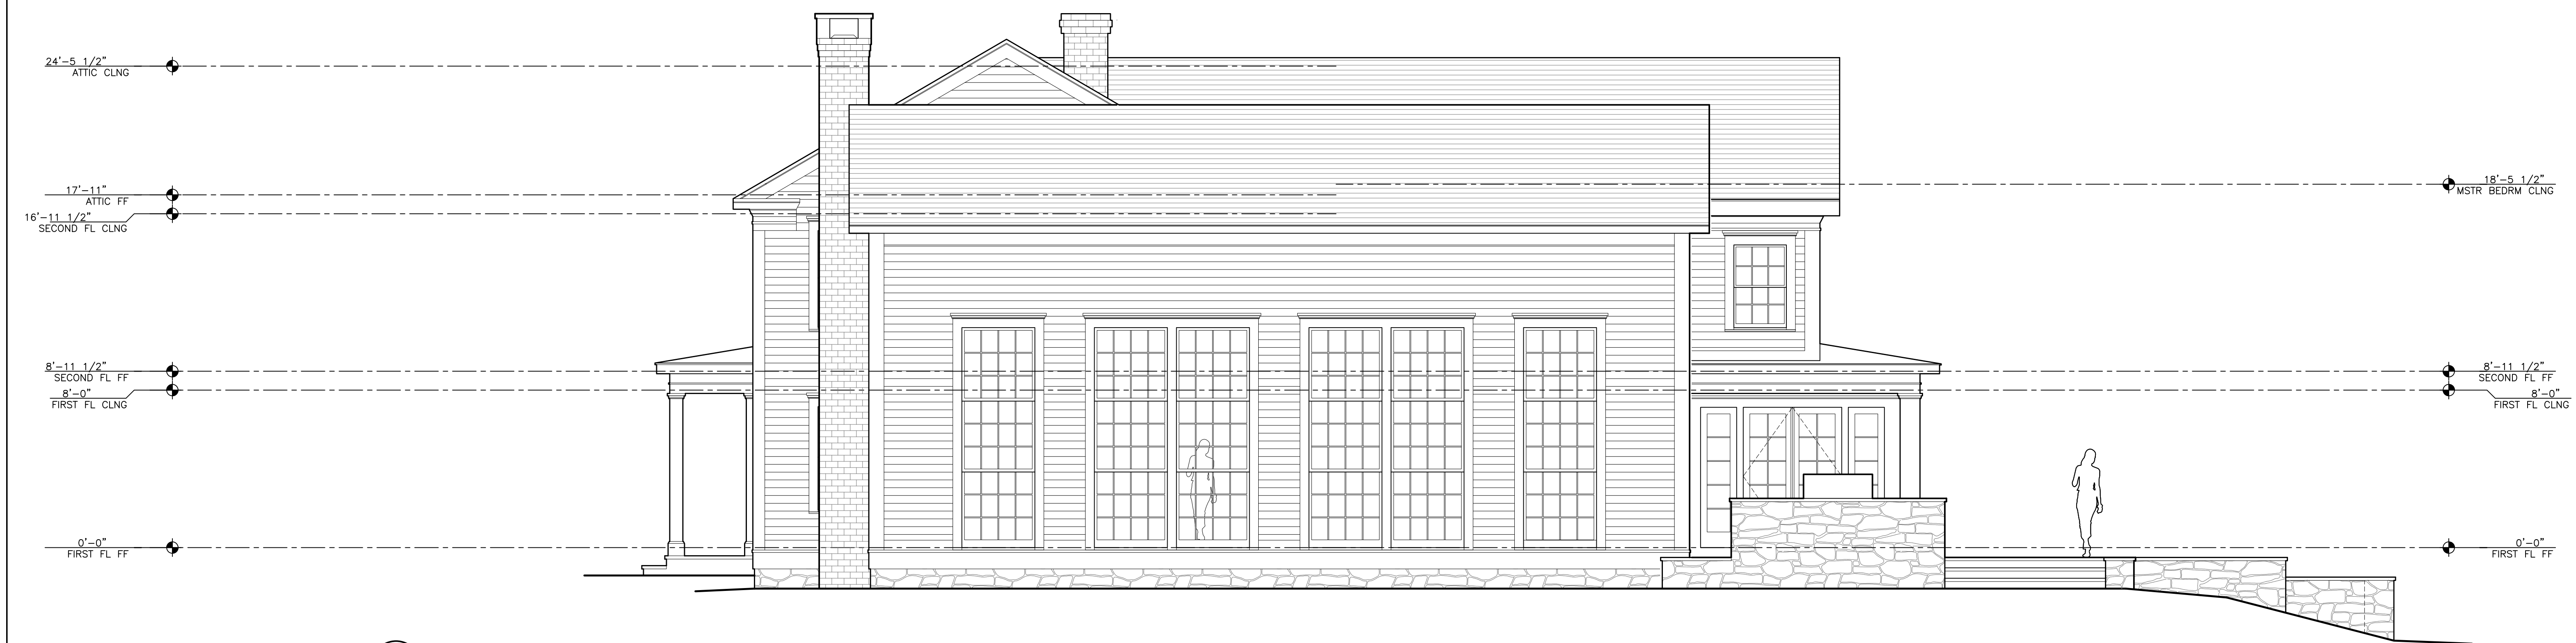 24'-5 1/2"
ATTIC CLNG
17'-11"
ATTIC FF
16'-11 1/2"
SECOND FL CLNG
8'-11 1/2"
SECOND FL FF
8'-0"
FIRST FL CLNG
0'-0"
FIRST FL FF
18'-5 1/2"
MSTR BEDRM CLNG
8'-11 1/2"
SECOND FL FF
8'-0"
FIRST FL CLNG
0'-0"
FIRST FL FF